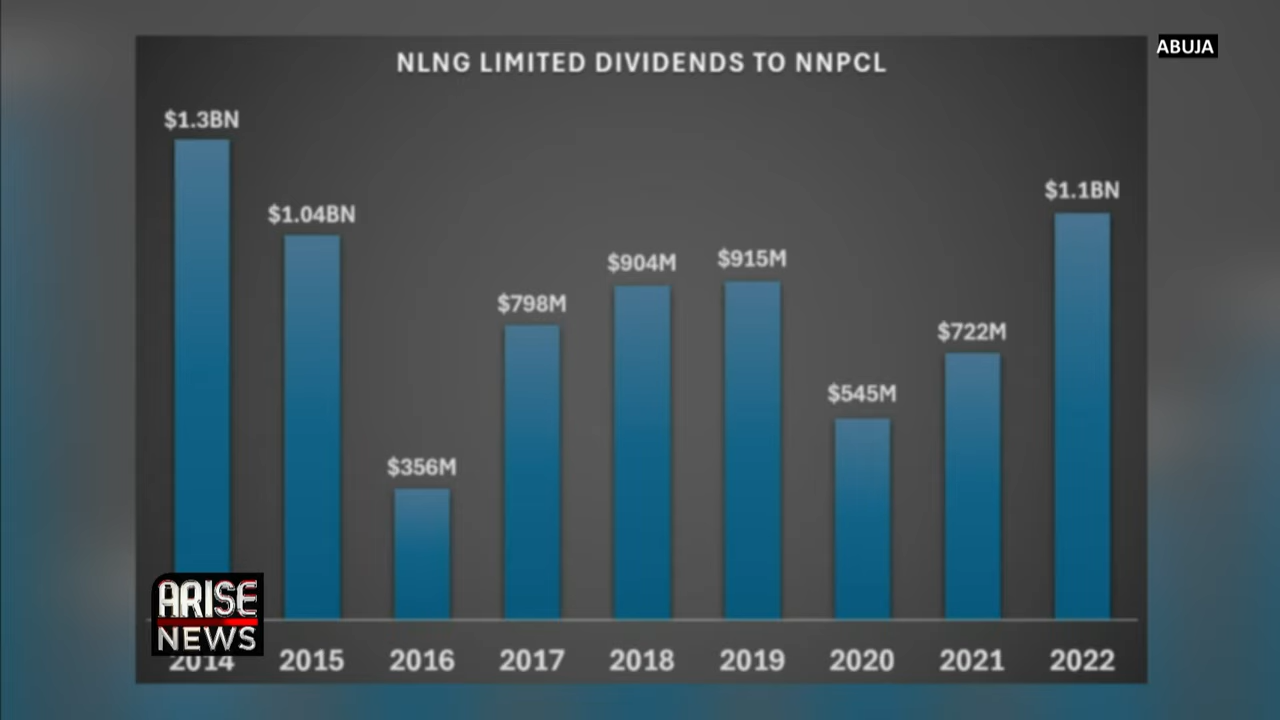 NLNG LIMITED DIVIDENDS TO NNPCL
ABUJA
$1.3BN
$1.04BN
$356M
$798M
$904M
$915M
$545M
$722M
$1.1BN
ARISE
NEWS
2014 2015 2016 2017 2018 2019 2020 2021 2022